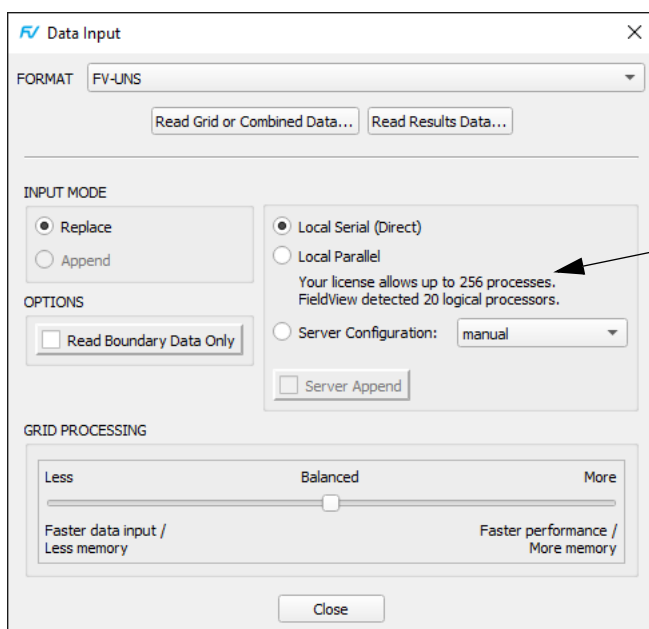 FV Data Input
FORMAT FV-UNS
Read Grid or Combined Data... Read Results Data...
INPUT MODE
Replace
Append
OPTIONS
Read Boundary Data Only
Local Serial (Direct)
Local Parallel
Your license allows up to 256 processes.
FieldView detected 20 logical processors.
Server Configuration: manual
Server Append
GRID PROCESSING
Less Balanced More
Faster data input / Faster performance /
Less memory More memory
Close